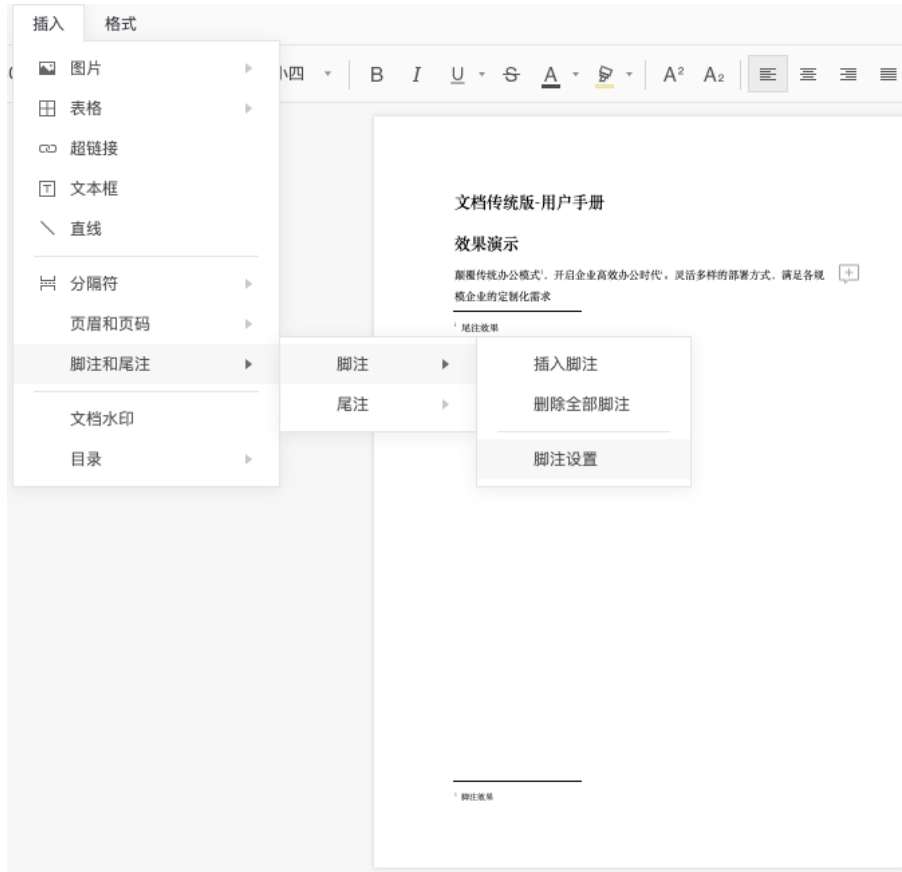 插入 格式
小四 B I U S A A² A₂
图片
表格
超链接
文本框
直线
分隔符
页眉和页码
脚注和尾注
文档水印
目录
脚注
尾注
插入脚注
删除全部脚注
脚注设置
文档传统版-用户手册
效果演示
颠覆传统办公模式¹，开启企业高效办公时代ⁱ。灵活多样的部署方式，满足各规
模企业的定制化需求
ⁱ 尾注效果
¹ 脚注效果